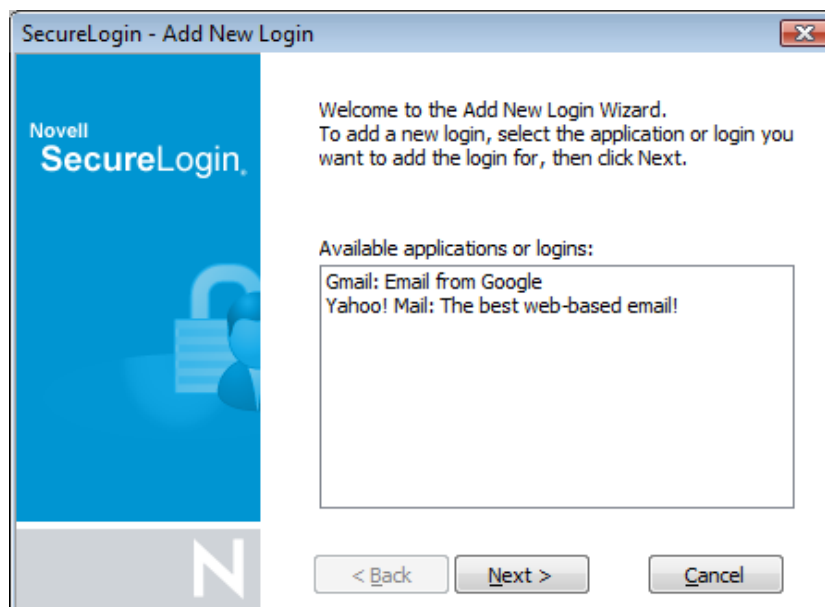 SecureLogin - Add New Login
Novell
SecureLogin.
Welcome to the Add New Login Wizard.
To add a new login, select the application or login you
want to add the login for, then click Next.
Available applications or logins:
Gmail: Email from Google
Yahoo! Mail: The best web-based email!
N
< Back
Next >
Cancel